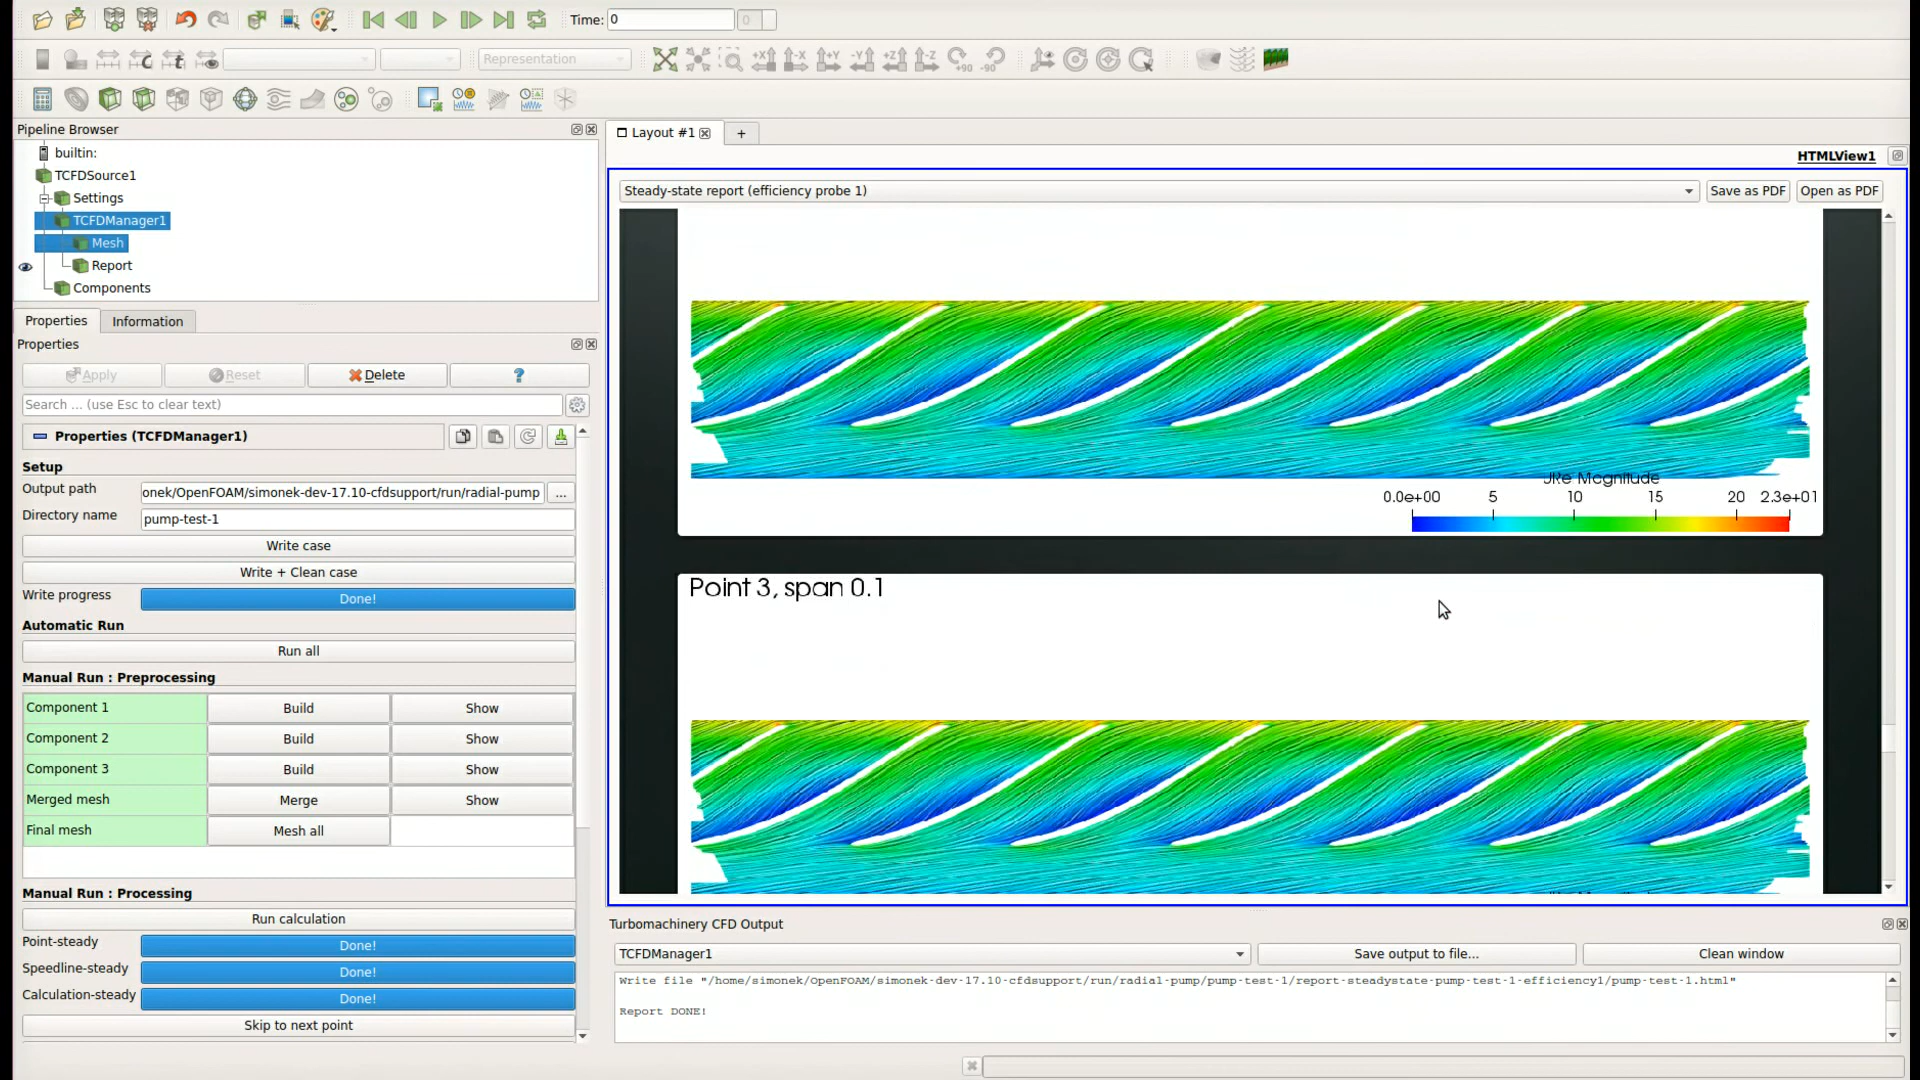 Time: 0
0
Representation
+X -X +Y -Y +Z -Z +90 -90
Pipeline Browser
builtin:
TCFDSource1
Settings
TCFDManager1
Mesh
Report
Components
Properties
Information
Properties
Apply
Reset
Delete
?
Search ... (use Esc to clear text)
Properties (TCFDManager1)
Setup
Output path
onek/OpenFOAM/simonek-dev-17.10-cfdsupport/run/radial-pump
...
Directory name
pump-test-1
Write case
Write + Clean case
Write progress
Done!
Automatic Run
Run all
Manual Run : Preprocessing
Component 1 Build Show
Component 2 Build Show
Component 3 Build Show
Merged mesh Merge Show
Final mesh Mesh all
Manual Run : Processing
Run calculation
Point-steady Done!
Speedline-steady Done!
Calculation-steady Done!
Skip to next point
Layout #1
+
HTMLView1
Steady-state report (efficiency probe 1)
Save as PDF
Open as PDF
URe Magnitude
0.0e+00 5 10 15 20 2.3e+01
Point 3, span 0.1
Turbomachinery CFD Output
TCFDManager1
Save output to file...
Clean window
Write file "/home/simonek/OpenFOAM/simonek-dev-17.10-cfdsupport/run/radial-pump/pump-test-1/report-steadystate-pump-test-1-efficiency1/pump-test-1.html"
Report DONE!